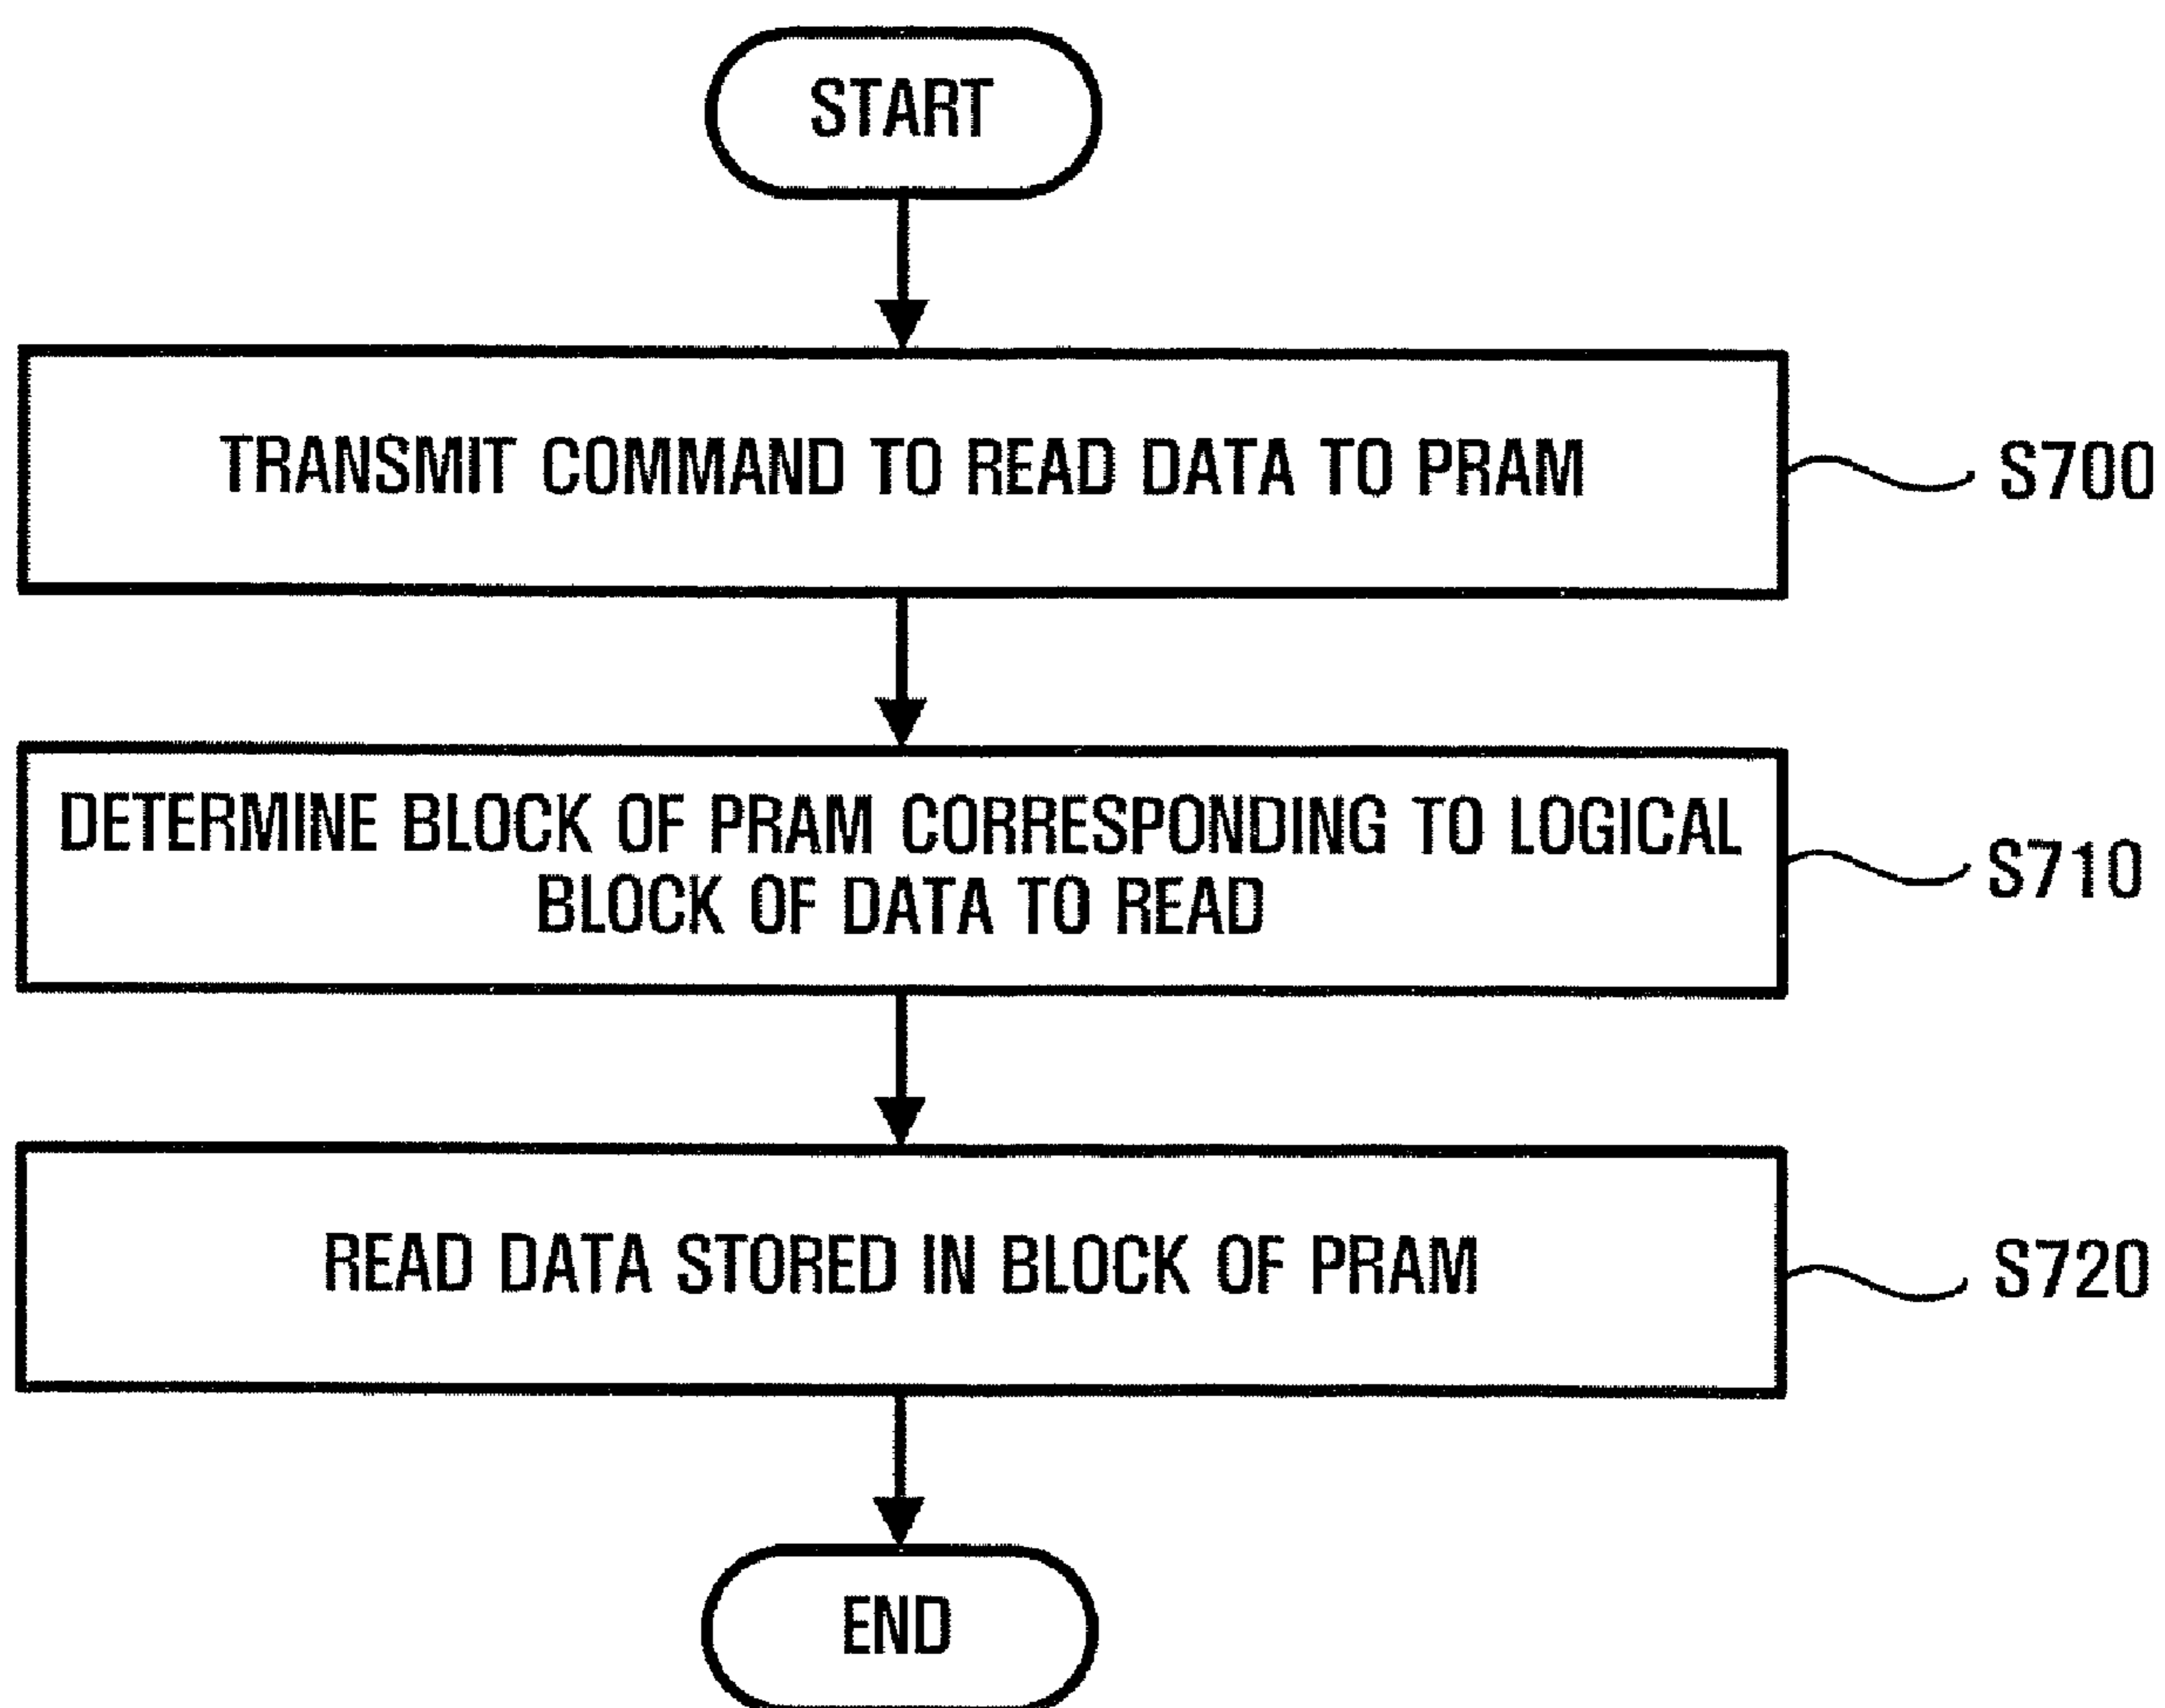 START
TRANSMIT COMMAND TO READ DATA TO PRAM
S700
DETERMINE BLOCK OF PRAM CORRESPONDING TO LOGICAL
BLOCK OF DATA TO READ
S710
READ DATA STORED IN BLOCK OF PRAM
S720
END